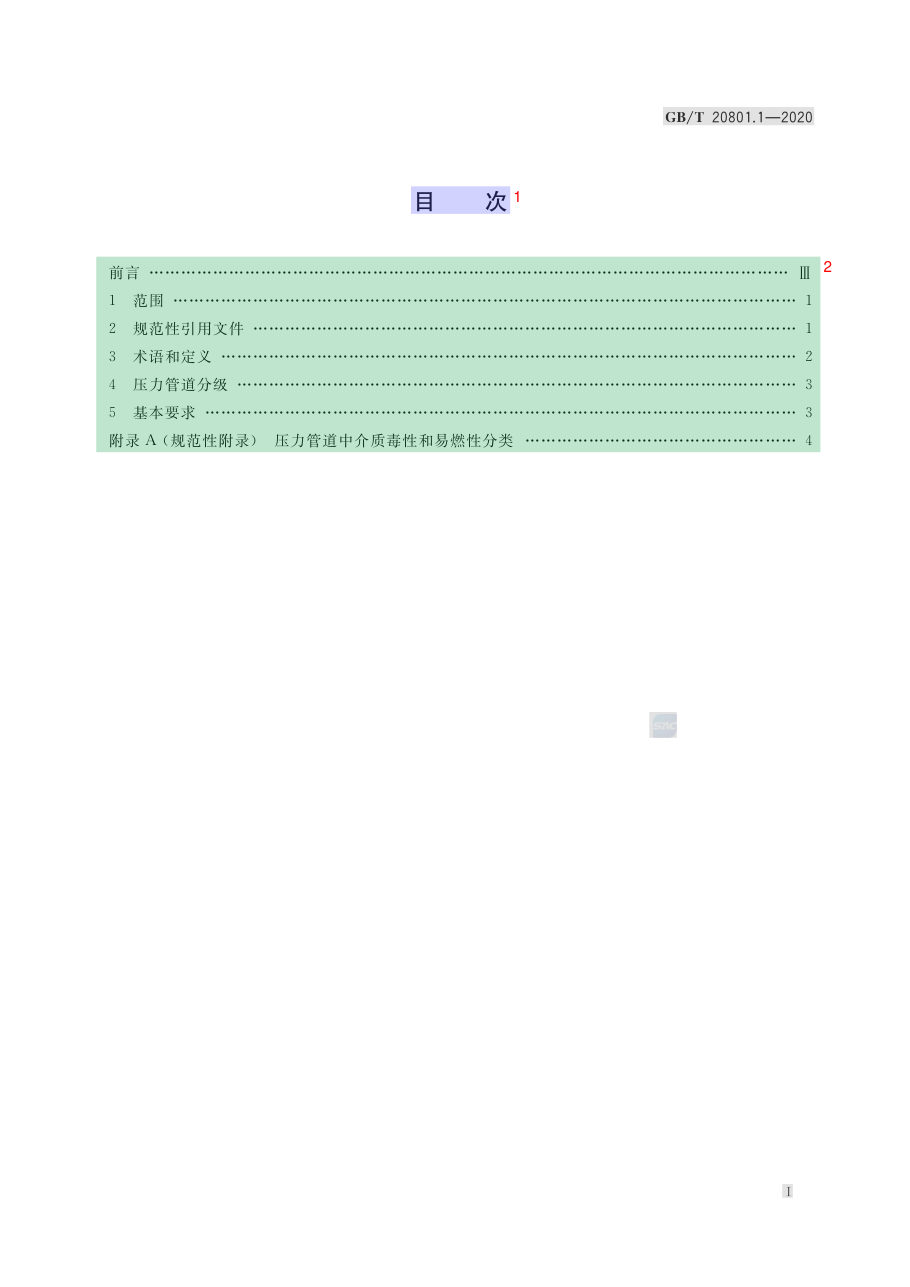 GB/T 20801.1—2020
目 次 1
前言 ……………………………………………………………………………………………………… Ⅲ 2
1 范围 …………………………………………………………………………………………………… 1
2 规范性引用文件 ……………………………………………………………………………………… 1
3 术语和定义 …………………………………………………………………………………………… 2
4 压力管道分级 ………………………………………………………………………………………… 3
5 基本要求 ……………………………………………………………………………………………… 3
附录 A（规范性附录） 压力管道中介质毒性和易燃性分类 …………………………………………… 4
SAC
Ⅰ